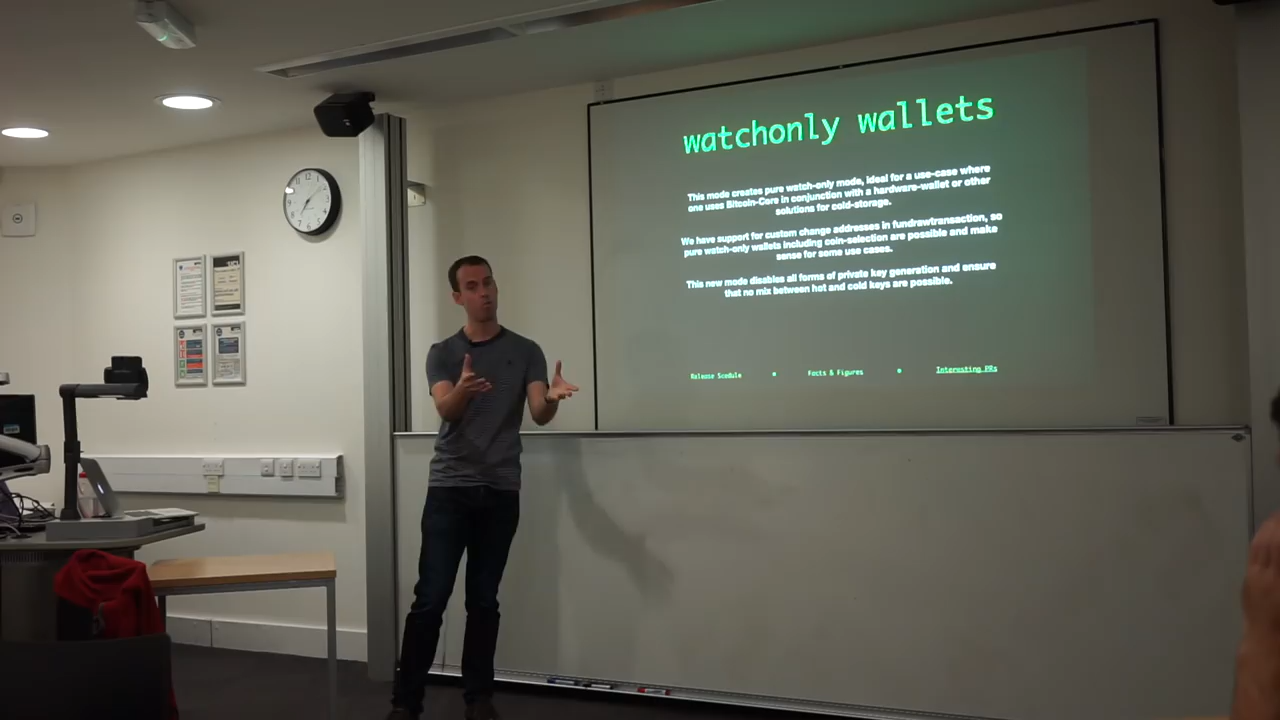 watchonly wallets
This mode creates pure watch-only mode, ideal for a use-case where
one uses Bitcoin-Core in conjunction with a hardware-wallet or other
solutions for cold-storage.
We have support for custom change addresses in fundrawtransaction, so
pure watch-only wallets including coin-selection are possible and make
sense for some use cases.
This new mode disables all forms of private key generation and ensure
that no mix between hot and cold keys are possible.
Release Scedule • Facts & Figures • Interesting PRs